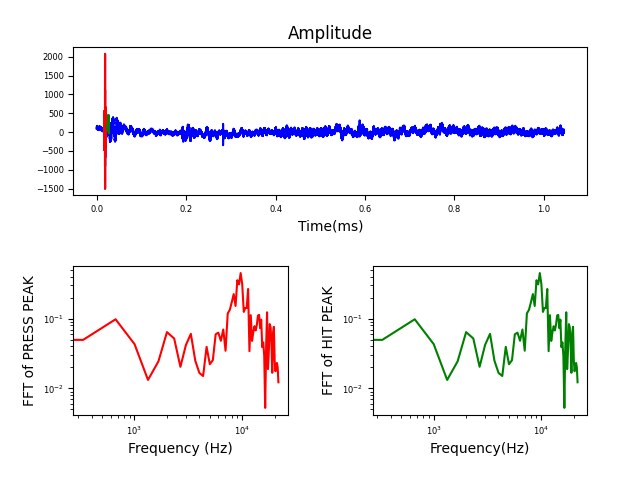 Amplitude
2000
1500
1000
500
0
−500
−1000
−1500
0.0 0.2 0.4 0.6 0.8 1.0
Time(ms)
FFT of PRESS PEAK
10⁻¹
10⁻²
10³ 10⁴
Frequency (Hz)
FFT of HIT PEAK
10⁻¹
10⁻²
10³ 10⁴
Frequency(Hz)